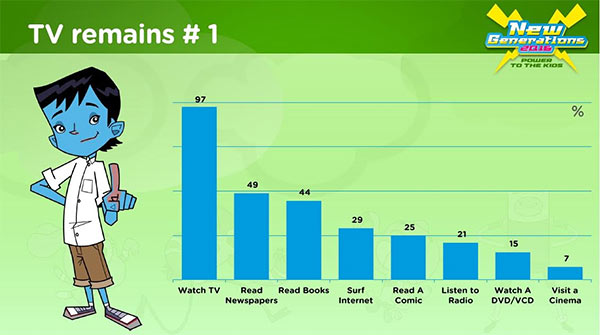 TV remains # 1
New
Generations
2016
POWER
TO THE KIDS
%
97
49
44
29
25
21
15
7
Watch TV
Read
Newspapers
Read Books
Surf
Internet
Read A
Comic
Listen to
Radio
Watch A
DVD/VCD
Visit a
Cinema